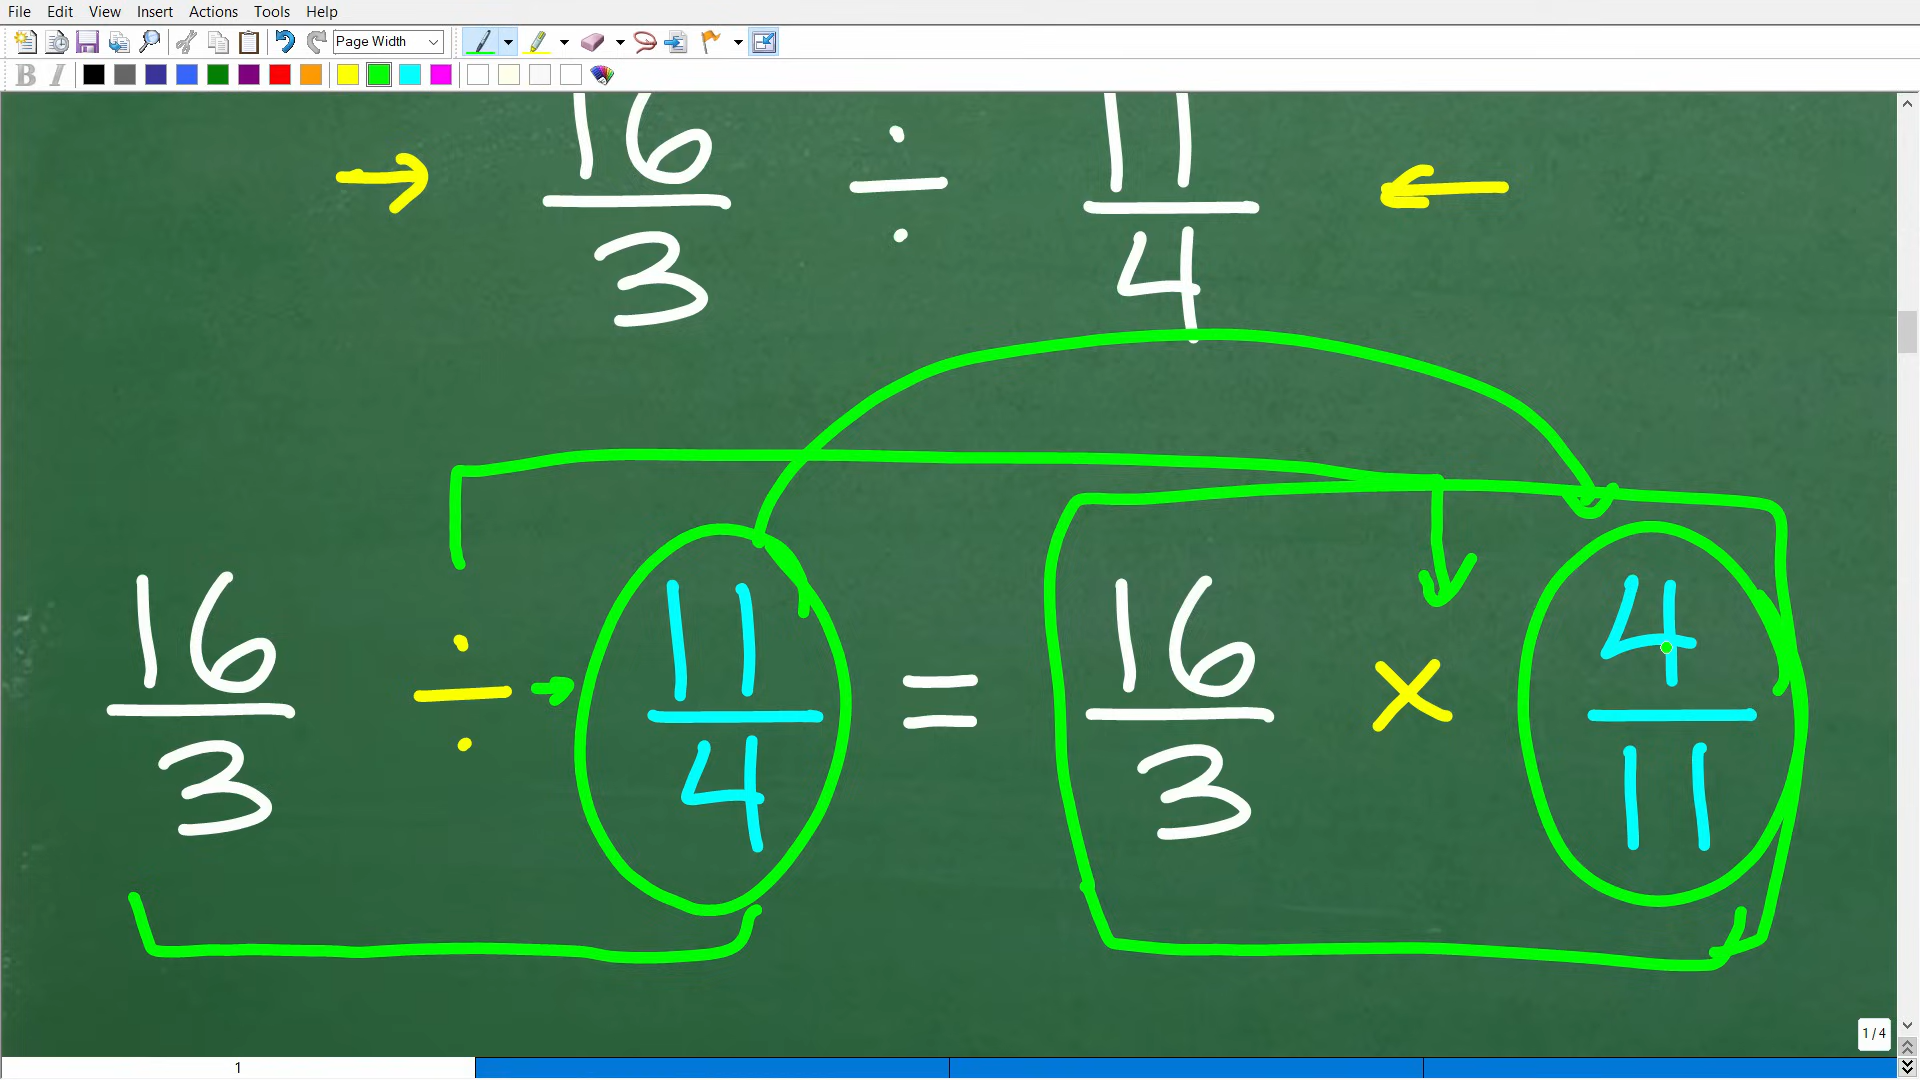 File Edit View Insert Actions Tools Help
Page Width
B I
→ 16/3 ÷ 11/4 ←
16/3 ÷ → 11/4 = 16/3 × 4/11
1 / 4
1